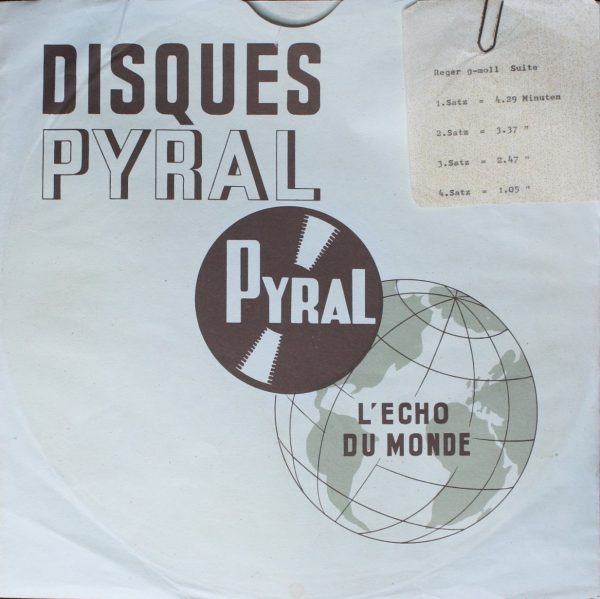 DISQUES
PYRAL
Reger g-moll Suite
1.Satz = 4.29 Minuten
2.Satz = 3.37 "
3.Satz = 2.47 "
4.Satz = 1.05 "
PYRAL
L'ECHO
DU MONDE